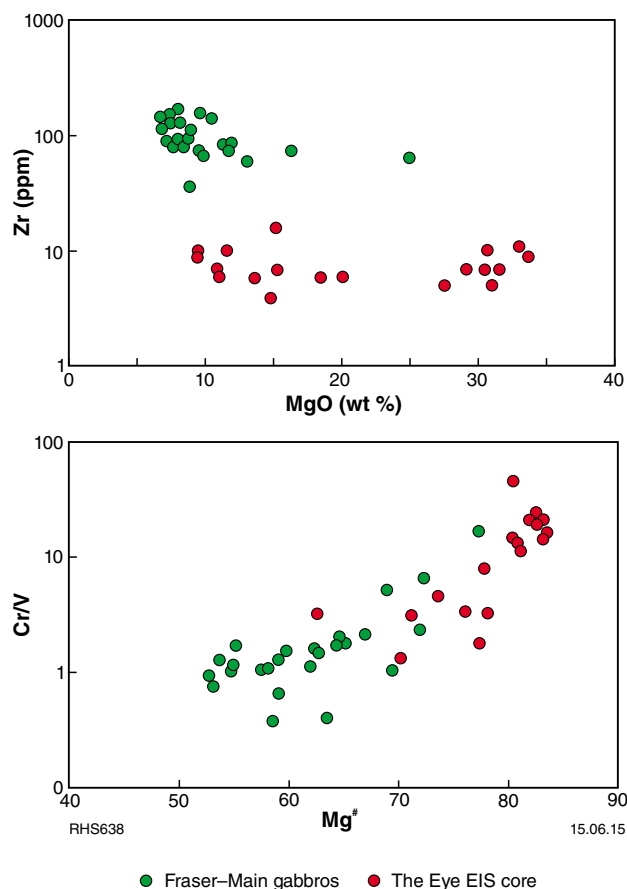 1000
100
10
1
Zr (ppm)
0 10 20 30 40
MgO (wt %)
100
10
1
0
Cr/V
40 50 60 70 80 90
Mg#
RHS638 15.06.15
Fraser–Main gabbros The Eye EIS core